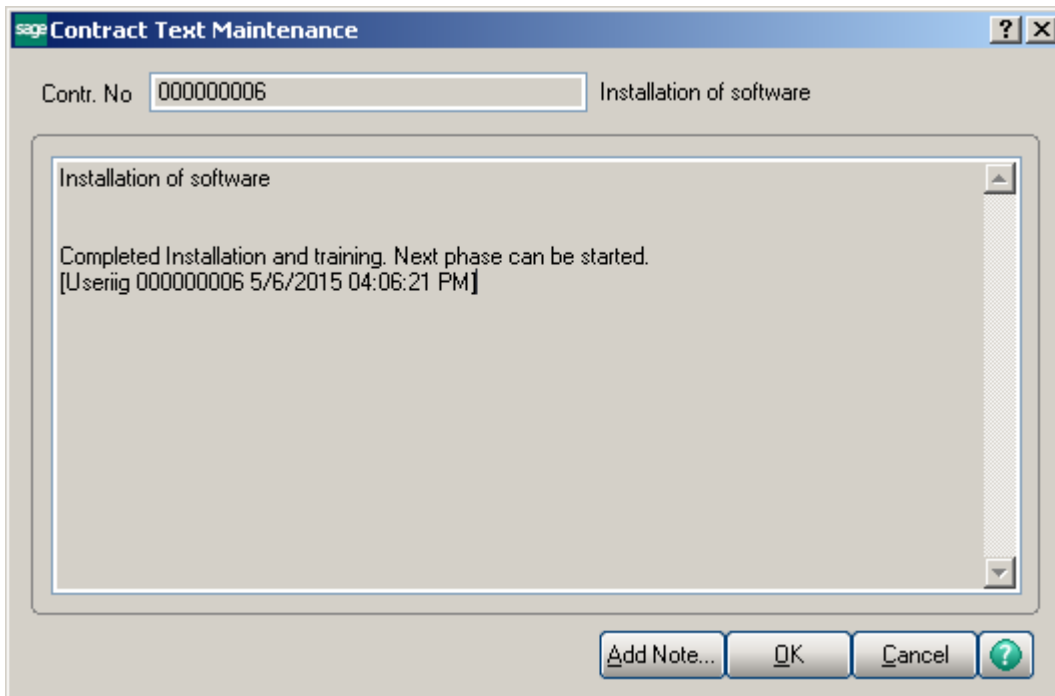 sage Contract Text Maintenance
Contr. No 000000006 Installation of software
Installation of software
Completed Installation and training. Next phase can be started.
[Useriig 000000006 5/6/2015 04:06:21 PM]
Add Note... OK Cancel ?